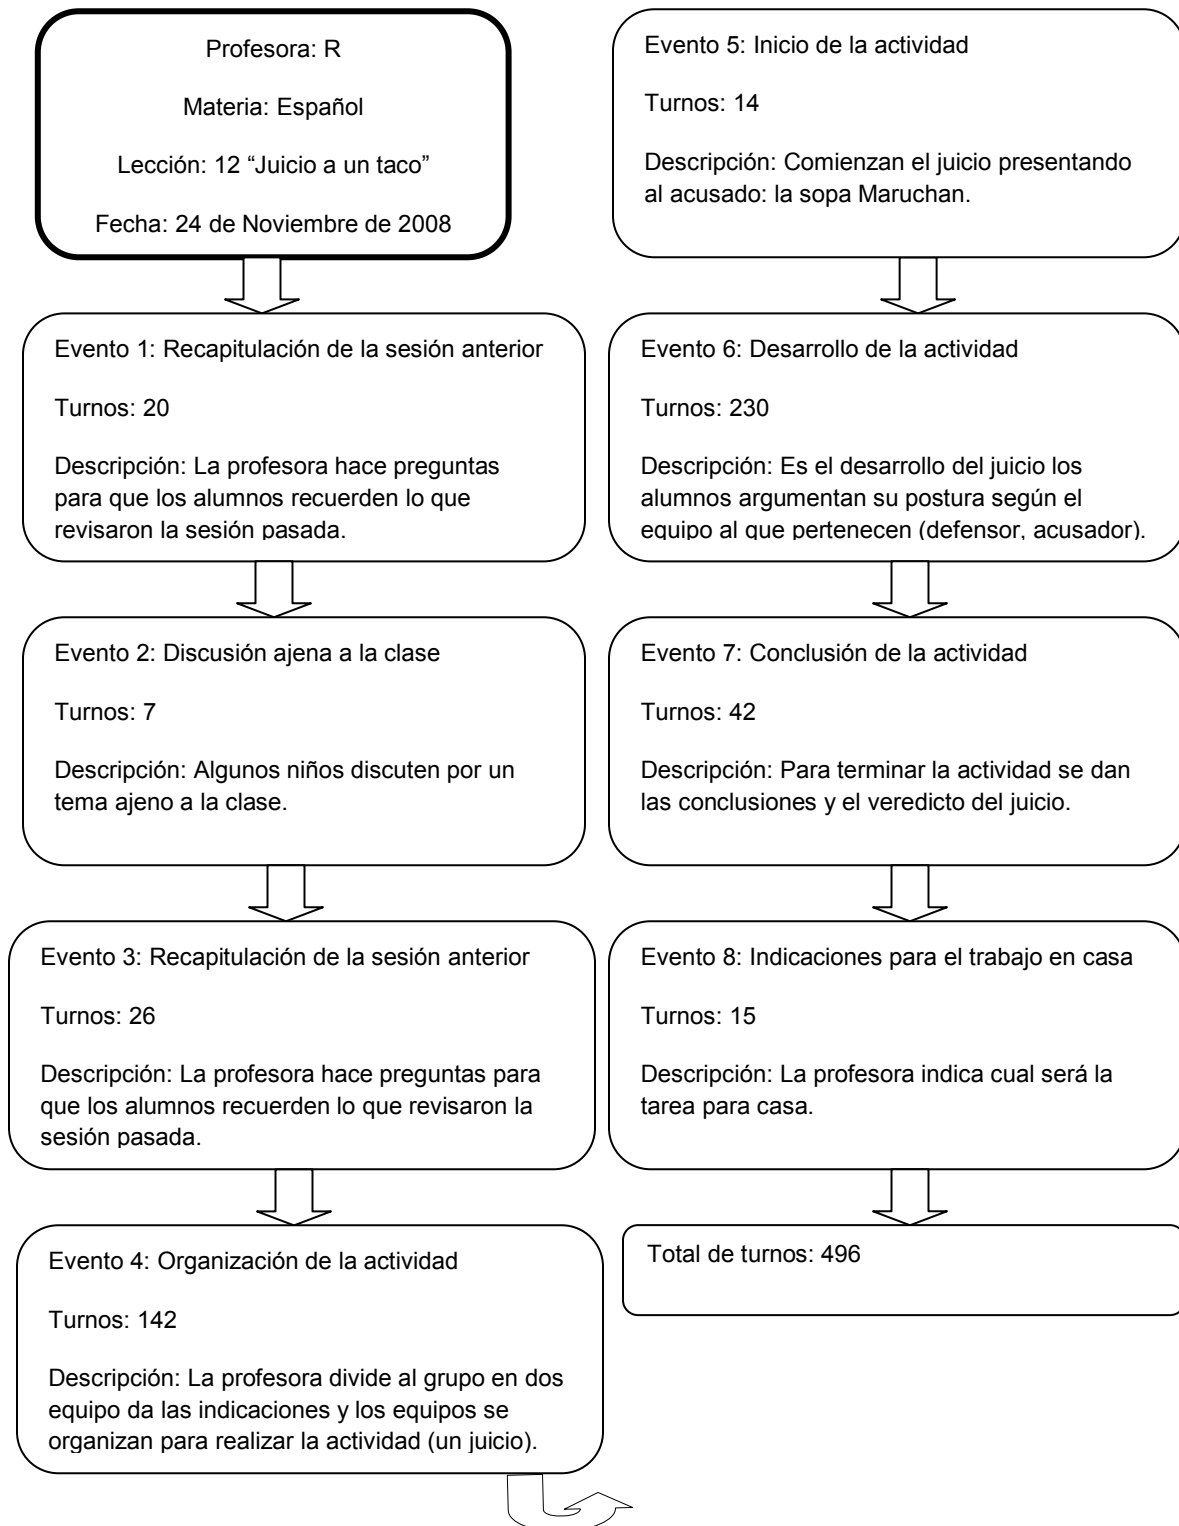 Profesora: R
Materia: Español
Lección: 12 “Juicio a un taco”
Fecha: 24 de Noviembre de 2008
Evento 1: Recapitulación de la sesión anterior
Turnos: 20
Descripción: La profesora hace preguntas
para que los alumnos recuerden lo que
revisaron la sesión pasada.
Evento 2: Discusión ajena a la clase
Turnos: 7
Descripción: Algunos niños discuten por un
tema ajeno a la clase.
Evento 3: Recapitulación de la sesión anterior
Turnos: 26
Descripción: La profesora hace preguntas para
que los alumnos recuerden lo que revisaron la
sesión pasada.
Evento 4: Organización de la actividad
Turnos: 142
Descripción: La profesora divide al grupo en dos
equipo da las indicaciones y los equipos se
organizan para realizar la actividad (un juicio).
Evento 5: Inicio de la actividad
Turnos: 14
Descripción: Comienzan el juicio presentando
al acusado: la sopa Maruchan.
Evento 6: Desarrollo de la actividad
Turnos: 230
Descripción: Es el desarrollo del juicio los
alumnos argumentan su postura según el
equipo al que pertenecen (defensor, acusador).
Evento 7: Conclusión de la actividad
Turnos: 42
Descripción: Para terminar la actividad se dan
las conclusiones y el veredicto del juicio.
Evento 8: Indicaciones para el trabajo en casa
Turnos: 15
Descripción: La profesora indica cual será la
tarea para casa.
Total de turnos: 496